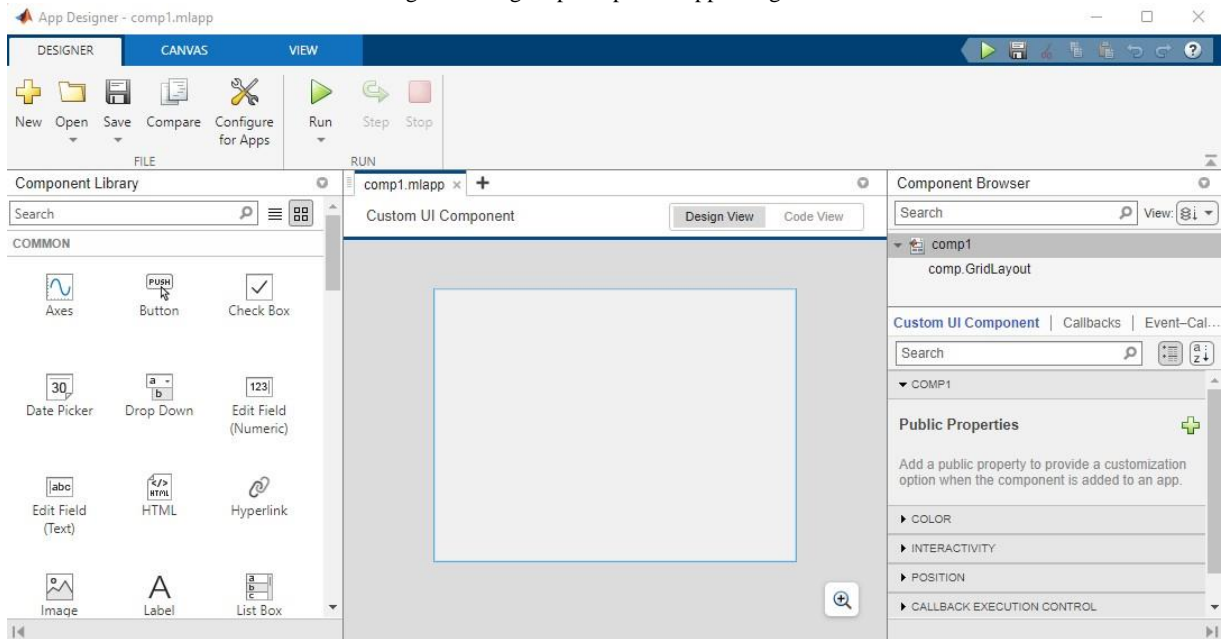 App Designer - comp1.mlapp
DESIGNER CANVAS VIEW
?
New Open Save Compare Configure for Apps Run Step Stop
FILE RUN
Component Library
Search
COMMON
Axes Button Check Box
PUSH
30 a b 123
Date Picker Drop Down Edit Field (Numeric)
abc </> HTML
Edit Field (Text) HTML Hyperlink
A a b c
Image Label List Box
comp1.mlapp × +
Custom UI Component Design View Code View
Component Browser
Search View:
comp1
comp.GridLayout
Custom UI Component | Callbacks | Event–Cal...
Search a z
COMP1
Public Properties
Add a public property to provide a customization
option when the component is added to an app.
COLOR
INTERACTIVITY
POSITION
CALLBACK EXECUTION CONTROL